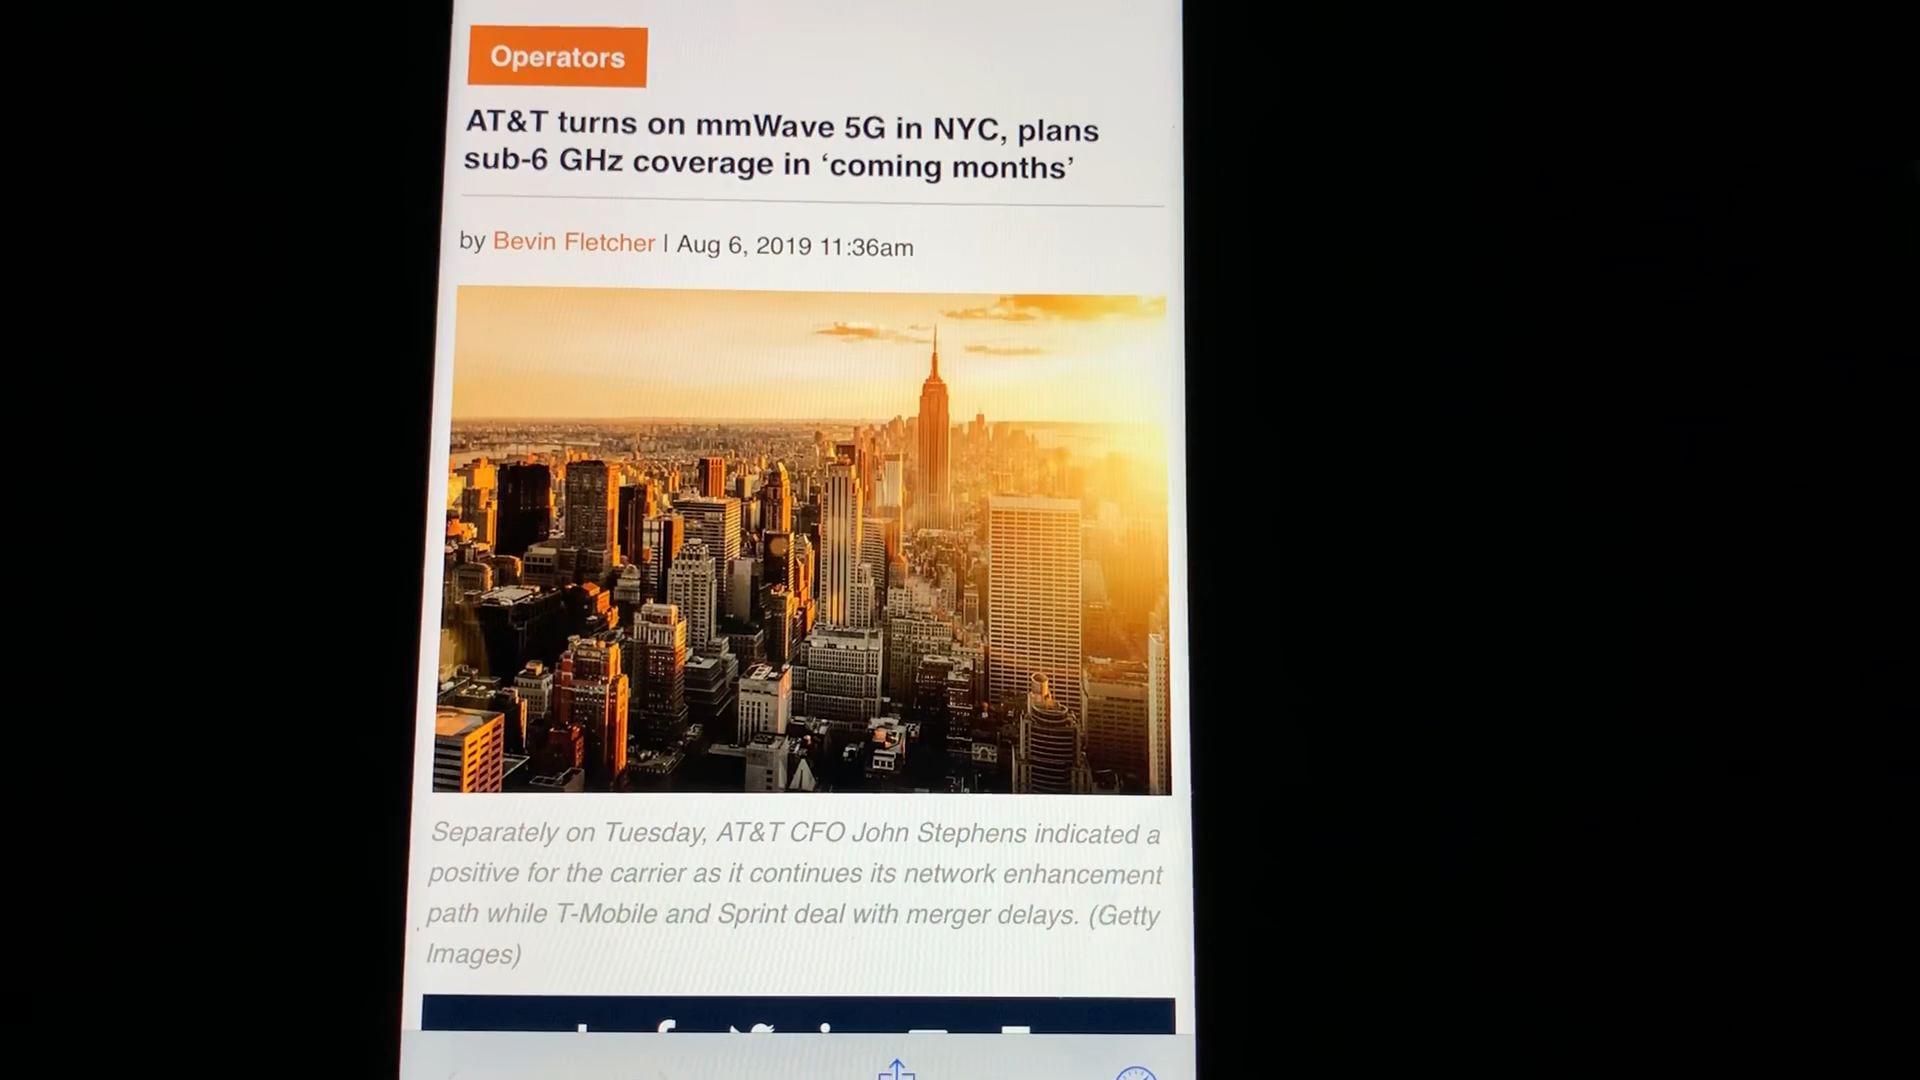 Operators
AT&T turns on mmWave 5G in NYC, plans
sub-6 GHz coverage in ‘coming months’
by Bevin Fletcher | Aug 6, 2019 11:36am
Separately on Tuesday, AT&T CFO John Stephens indicated a
positive for the carrier as it continues its network enhancement
path while T-Mobile and Sprint deal with merger delays. (Getty
Images)